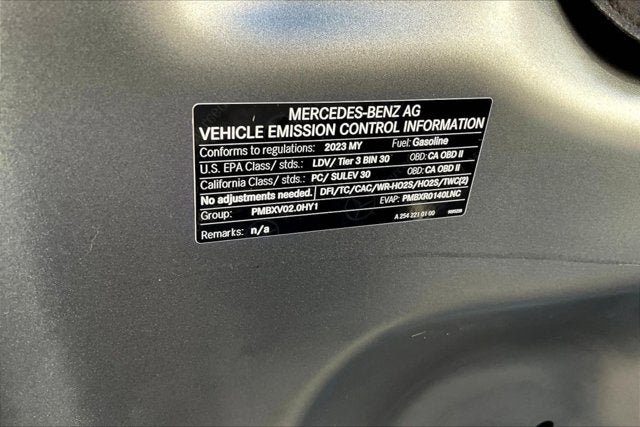 MERCEDES-BENZ AG
VEHICLE EMISSION CONTROL INFORMATION
Conforms to regulations: 2023 MY Fuel: Gasoline
U.S. EPA Class/ stds.: LDV/ Tier 3 BIN 30 OBD: CA OBD II
California Class/ stds.: PC/ SULEV 30 OBD: CA OBD II
No adjustments needed. DFI/TC/CAC/WR-HO2S/HO2S/TWC(2)
Group: PMBXV02.0HY1 EVAP: PMBXR0140LNC
Remarks: n/a A 254 221 01 00